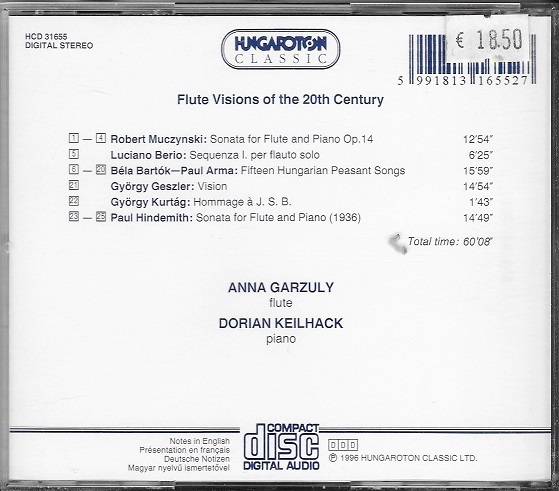 HCD 31655
DIGITAL STEREO
HUNGAROTON
CLASSIC
€ 18.50
5 991813 165527
Flute Visions of the 20th Century
1 — 4 Robert Muczynski: Sonata for Flute and Piano Op.14 12′54″
5 Luciano Berio: Sequenza I. per flauto solo 6′25″
6 — 20 Béla Bartók—Paul Arma: Fifteen Hungarian Peasant Songs 15′59″
21 György Geszler: Vision 14′54″
22 György Kurtág: Hommage à J. S. B. 1′43″
23 — 25 Paul Hindemith: Sonata for Flute and Piano (1936) 14′49″
Total time: 60′08″
ANNA GARZULY
flute
DORIAN KEILHACK
piano
Notes in English
Présentation en français
Deutsche Notizen
Magyar nyelvű ismertetővel
COMPACT
disc
DIGITAL AUDIO
DDD
℗ 1996 HUNGAROTON CLASSIC LTD.